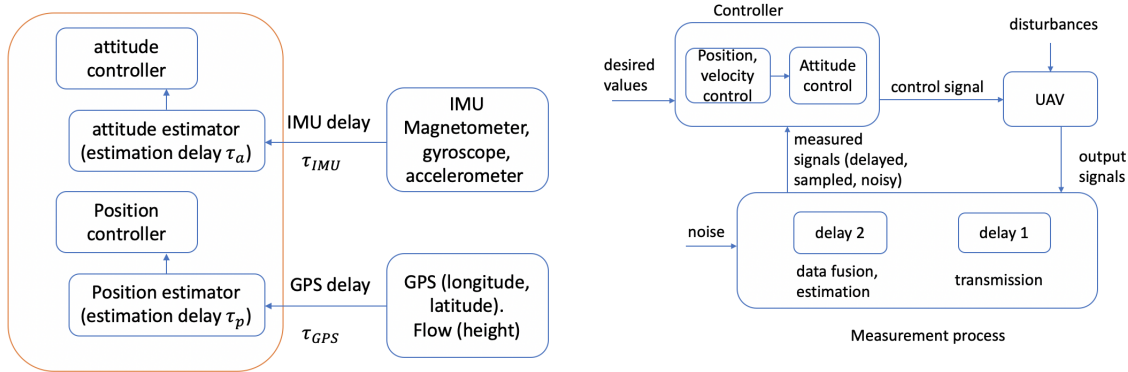 attitude
controller
attitude estimator
(estimation delay τₐ)
Position
controller
Position estimator
(estimation delay τₚ)
IMU delay
τ_IMU
GPS delay
τ_GPS
IMU
Magnetometer,
gyroscope,
accelerometer
GPS (longitude,
latitude).
Flow (height)
Controller
desired
values
Position,
velocity
control
Attitude
control
control signal
disturbances
UAV
measured
signals (delayed,
sampled, noisy)
output
signals
noise
delay 2
data fusion,
estimation
delay 1
transmission
Measurement process